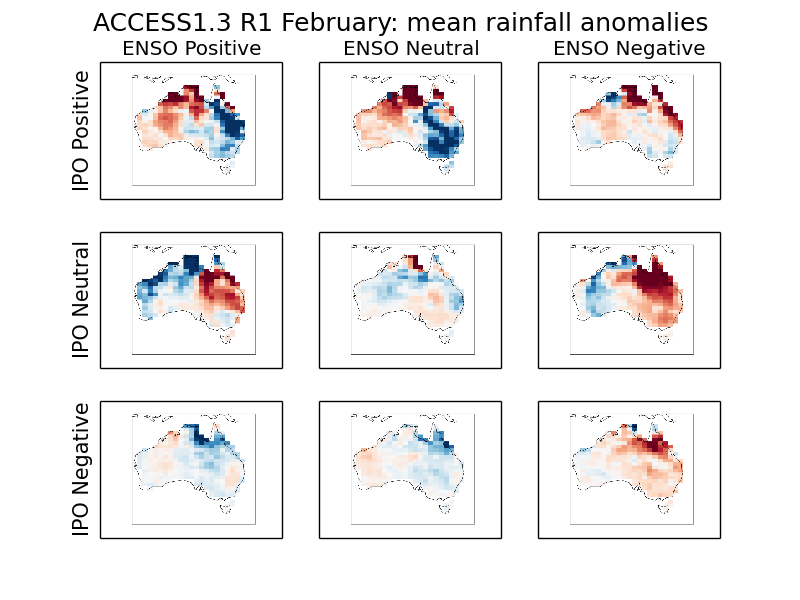 ACCESS1.3 R1 February: mean rainfall anomalies
ENSO Positive
ENSO Neutral
ENSO Negative
IPO Positive
IPO Neutral
IPO Negative